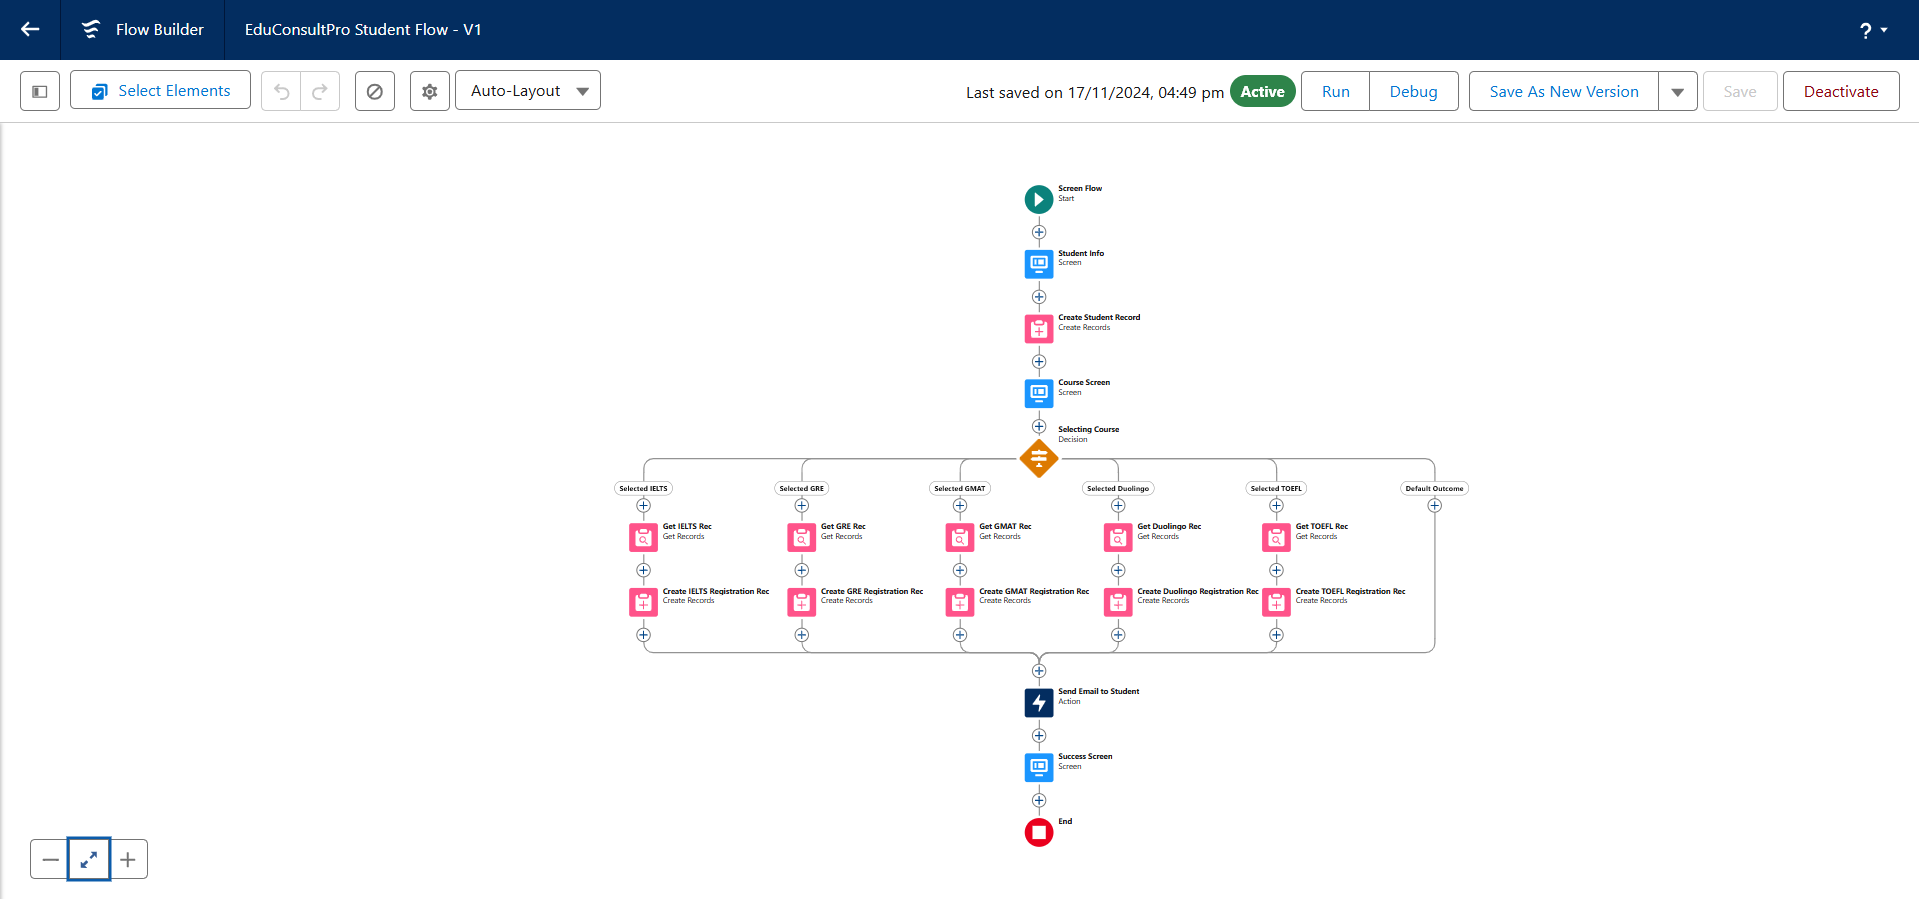 Flow Builder
EduConsultPro Student Flow - V1
?
Select Elements
Auto-Layout
Last saved on 17/11/2024, 04:49 pm
Active
Run
Debug
Save As New Version
Save
Deactivate
Screen Flow
Start
Student Info
Screen
Create Student Record
Create Records
Course Screen
Screen
Selecting Course
Decision
Selected IELTS
Selected GRE
Selected GMAT
Selected Duolingo
Selected TOEFL
Default Outcome
Get IELTS Rec
Get Records
Get GRE Rec
Get Records
Get GMAT Rec
Get Records
Get Duolingo Rec
Get Records
Get TOEFL Rec
Get Records
Create IELTS Registration Rec
Create Records
Create GRE Registration Rec
Create Records
Create GMAT Registration Rec
Create Records
Create Duolingo Registration Rec
Create Records
Create TOEFL Registration Rec
Create Records
Send Email to Student
Action
Success Screen
Screen
End